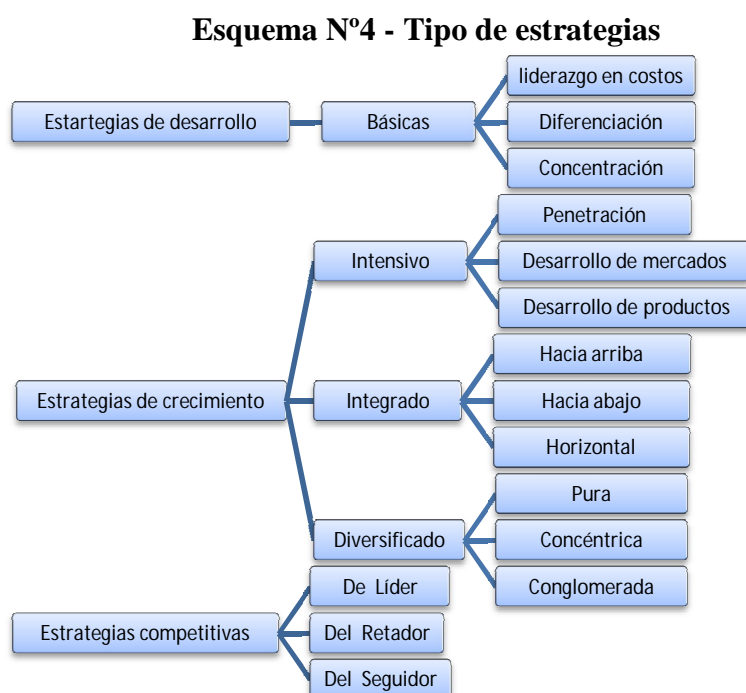 Esquema Nº4 - Tipo de estrategias
Estartegias de desarrollo
Básicas
liderazgo en costos
Diferenciación
Concentración
Estrategias de crecimiento
Intensivo
Penetración
Desarrollo de mercados
Desarrollo de productos
Integrado
Hacia arriba
Hacia abajo
Horizontal
Diversificado
Pura
Concéntrica
Conglomerada
Estrategias competitivas
De Líder
Del Retador
Del Seguidor